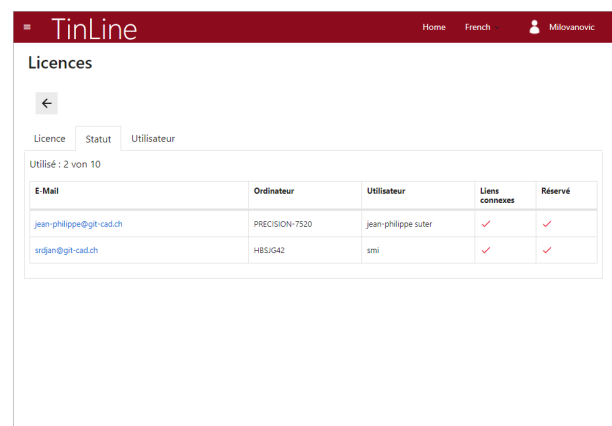 TinLine Home French Milovanovic
Licences
Licence Statut Utilisateur
Utilisé : 2 von 10
E-Mail Ordinateur Utilisateur Liens connexes Réservé
jean-philippe@git-cad.ch PRECISION-7520 jean-philippe suter
srdjan@git-cad.ch HBSJG42 smi